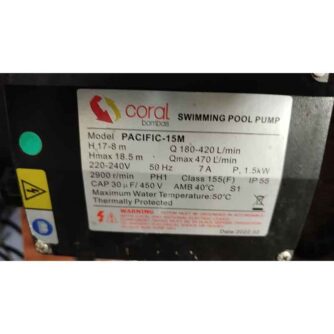 coral
bombas
SWIMMING POOL PUMP
Model PACIFIC-15M
H 17-8 m Q 180-420 L/min
Hmax 18.5 m Qmax 470 L/min
220-240V 50 Hz 7 A P1 1.5kW
2900 r/min PH1 Class 155(F) IP 55
CAP 30 µF/ 450 V AMB 40°C S1
Maximum Water Temperature:50°C
Thermally Protected